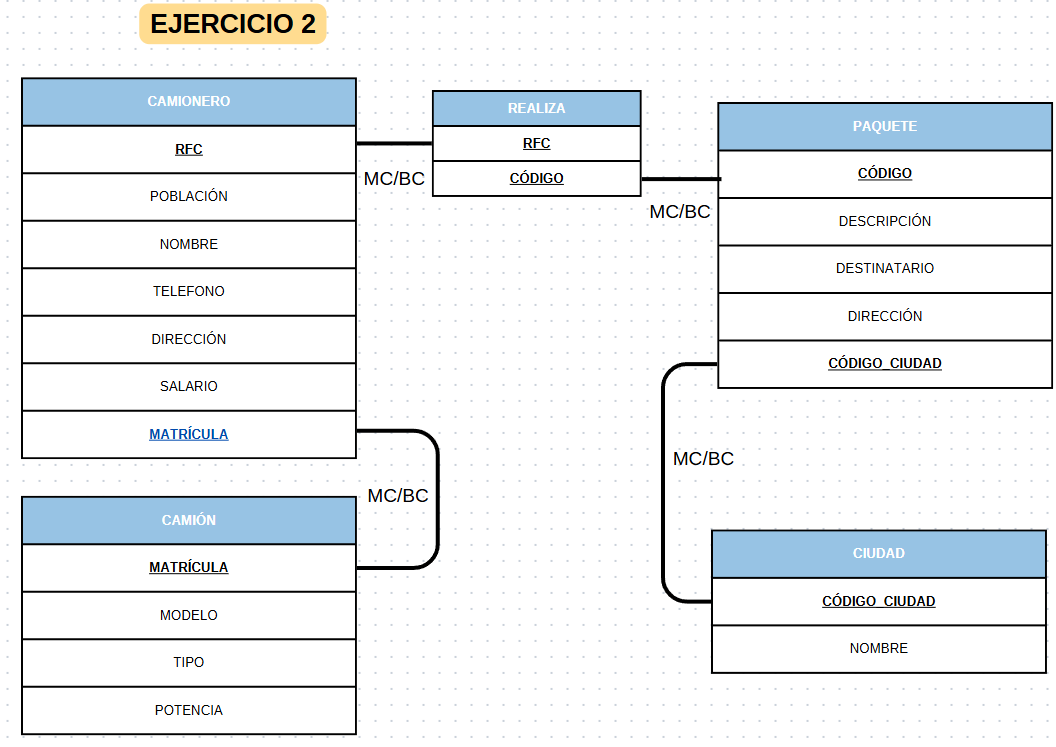 EJERCICIO 2
CAMIONERO
RFC
POBLACIÓN
NOMBRE
TELEFONO
DIRECCIÓN
SALARIO
MATRÍCULA
MC/BC
REALIZA
RFC
CÓDIGO
MC/BC
PAQUETE
CÓDIGO
DESCRIPCIÓN
DESTINATARIO
DIRECCIÓN
CÓDIGO_CIUDAD
MC/BC
CAMIÓN
MATRÍCULA
MODELO
TIPO
POTENCIA
MC/BC
CIUDAD
CÓDIGO_CIUDAD
NOMBRE